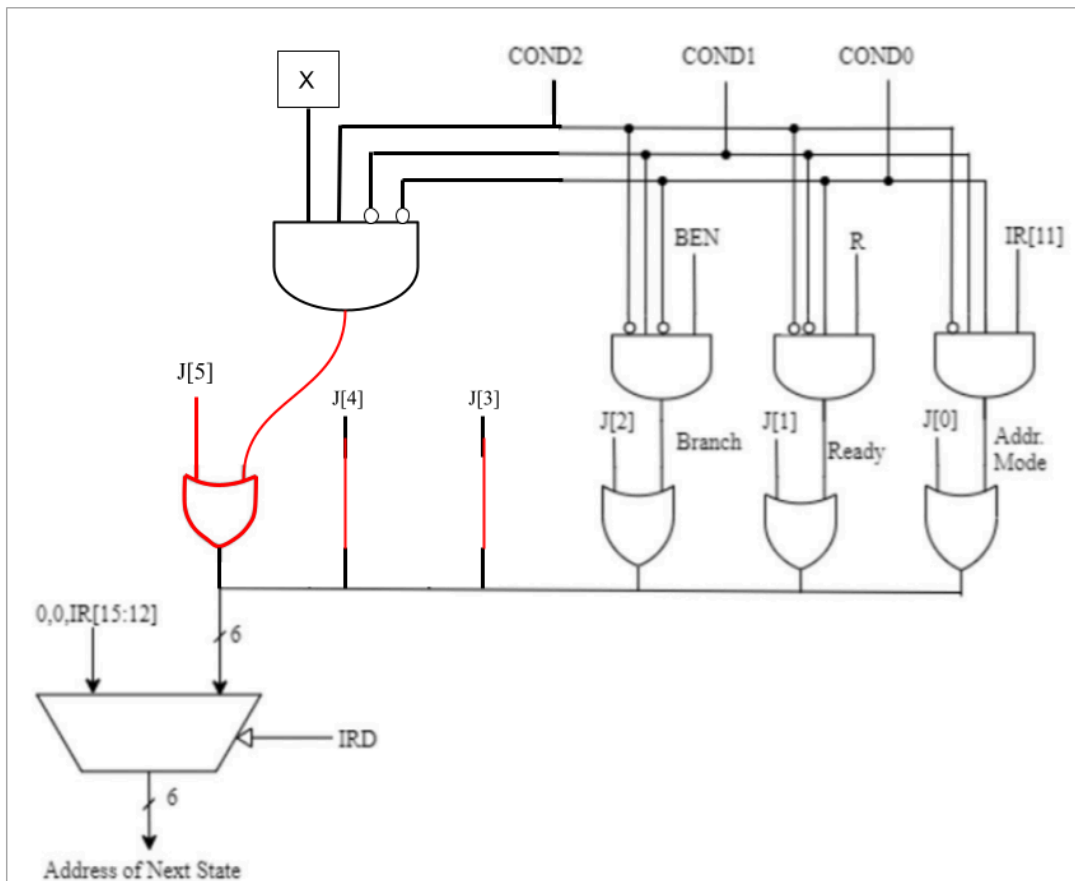 COND2
COND1
COND0
X
BEN
R
IR[11]
J[5]
J[4]
J[3]
J[2]
Branch
J[1]
Ready
J[0]
Addr.
Mode
0,0,IR[15:12]
6
IRD
6
Address of Next State